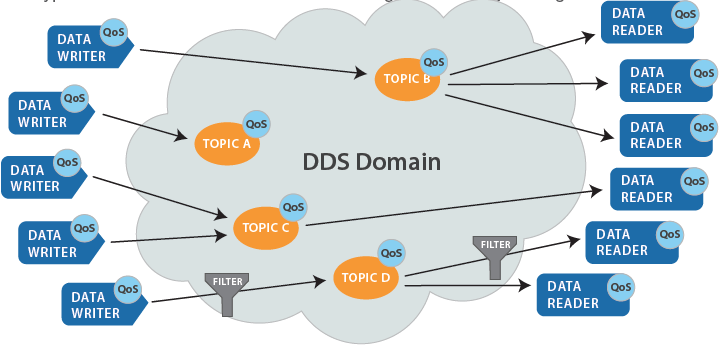 DATA
WRITER
QoS
TOPIC B
QoS
DATA
READER
QoS
DATA
READER
QoS
DATA
READER
QoS
DATA
WRITER
QoS
TOPIC A
QoS
DDS Domain
DATA
WRITER
QoS
DATA
WRITER
QoS
TOPIC C
QoS
DATA
READER
QoS
DATA
WRITER
QoS
FILTER
TOPIC D
QoS
FILTER
DATA
READER
QoS
DATA
READER
QoS